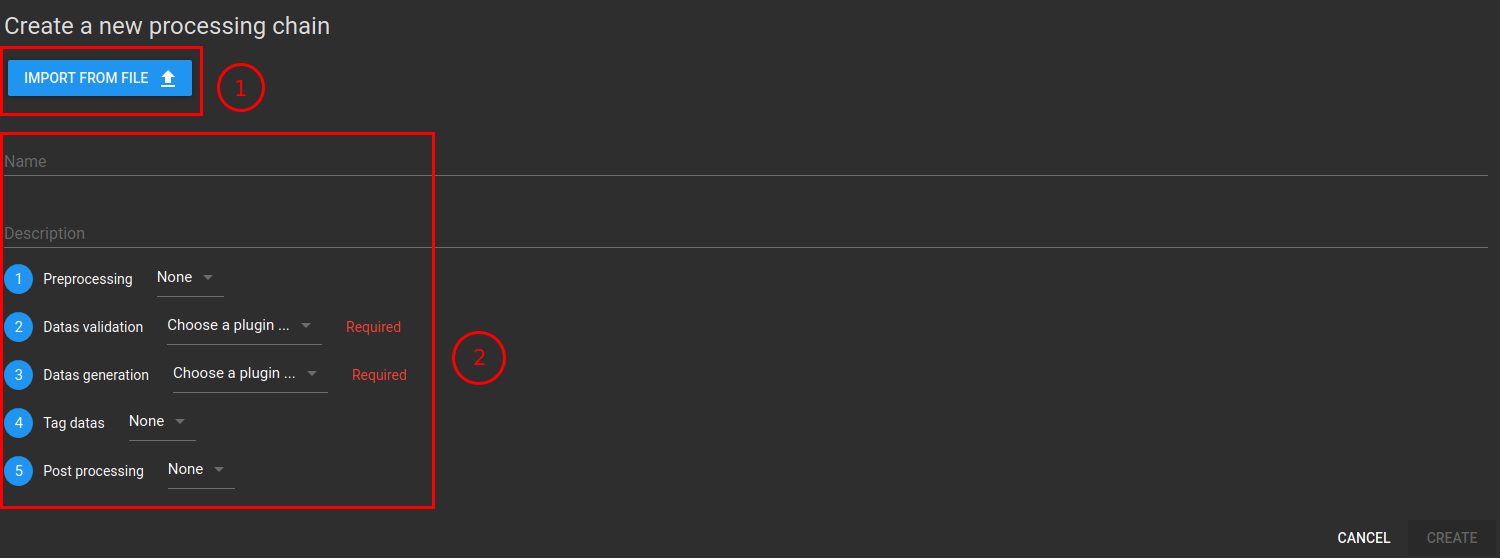 Create a new processing chain
IMPORT FROM FILE
1
Name
Description
1 Preprocessing None
2 Datas validation Choose a plugin ... Required
3 Datas generation Choose a plugin ... Required
2
4 Tag datas None
5 Post processing None
CANCEL CREATE